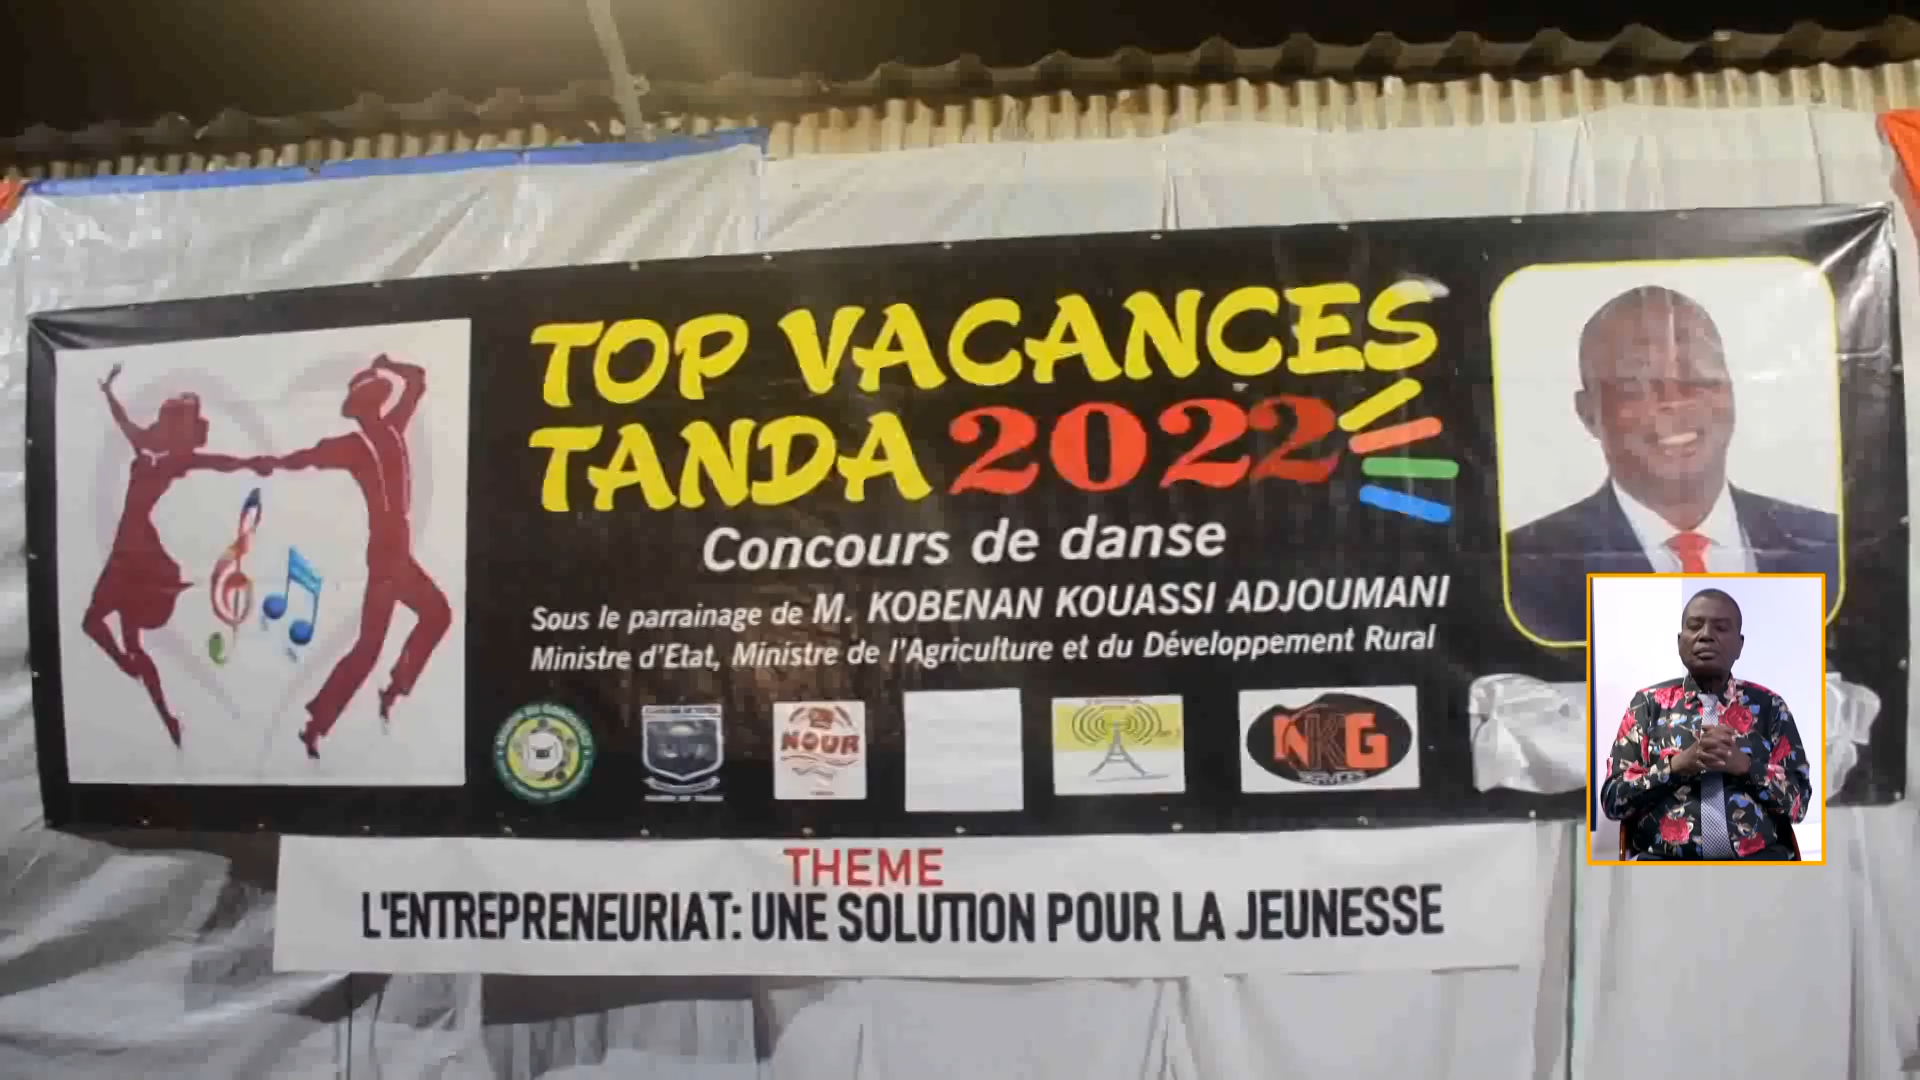 TOP VACANCES
TANDA 2022
Concours de danse
Sous le parrainage de M. KOBENAN KOUASSI ADJOUMANI
Ministre d'Etat, Ministre de l'Agriculture et du Développement Rural
NOUR
NKG
SERVICES
THEME
L'ENTREPRENEURIAT: UNE SOLUTION POUR LA JEUNESSE